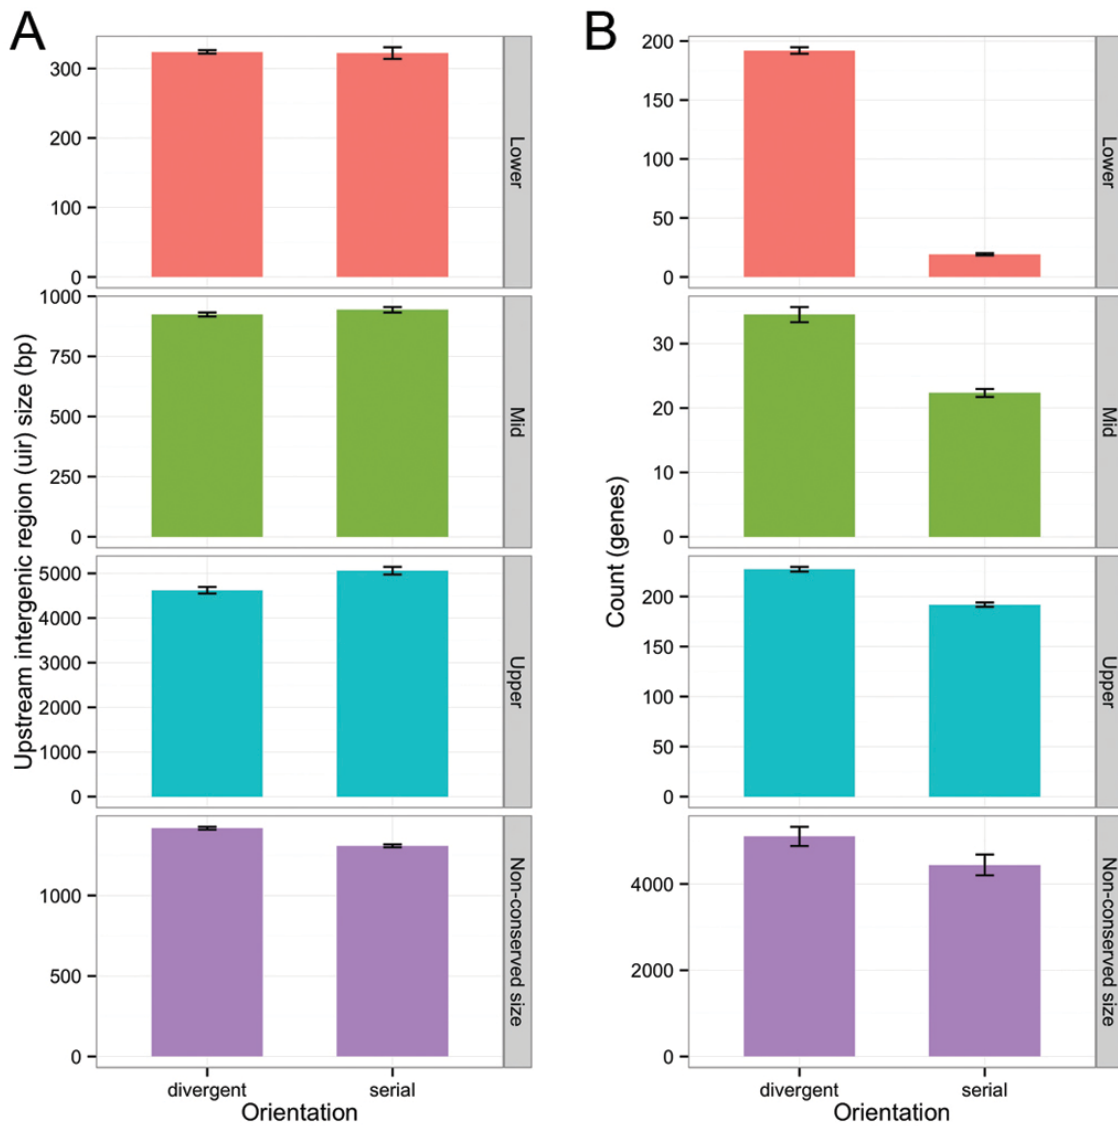 A
Upstream intergenic region (uir) size (bp)
300
200
100
0
Lower
1000
750
500
250
0
Mid
5000
4000
3000
2000
1000
0
Upper
1000
500
0
Non-conserved size
divergent
serial
Orientation
B
Count (genes)
200
150
100
50
0
Lower
30
20
10
0
Mid
200
150
100
50
0
Upper
4000
2000
0
Non-conserved size
divergent
serial
Orientation